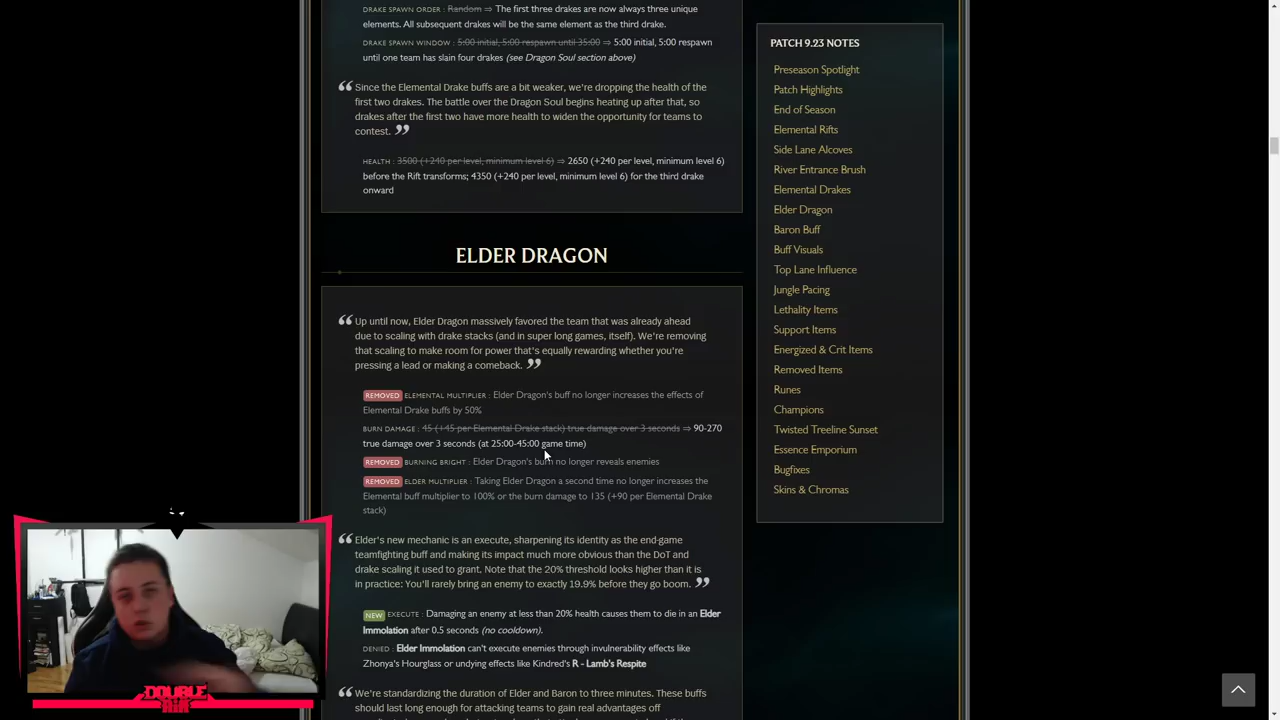 DRAKE SPAWN ORDER : Random ⇒ The first three drakes are now always three unique
elements. All subsequent drakes will be the same element as the third drake.
DRAKE SPAWN WINDOW : 5:00 initial, 5:00 respawn until 35:00 ⇒ 5:00 initial, 5:00 respawn
until one team has slain four drakes (see Dragon Soul section above)
“ Since the Elemental Drake buffs are a bit weaker, we're dropping the health of the
first two drakes. The battle over the Dragon Soul begins heating up after that, so
drakes after the first two have more health to widen the opportunity for teams to
contest. ”
HEALTH : 3500 (+240 per level, minimum level 6) ⇒ 2650 (+240 per level, minimum level 6)
before the Rift transforms; 4350 (+240 per level, minimum level 6) for the third drake
onward
ELDER DRAGON
“ Up until now, Elder Dragon massively favored the team that was already ahead
due to scaling with drake stacks (and in super long games, itself). We're removing
that scaling to make room for power that's equally rewarding whether you're
pressing a lead or making a comeback. ”
REMOVED ELEMENTAL MULTIPLIER : Elder Dragon's buff no longer increases the effects of
Elemental Drake buffs by 50%
BURN DAMAGE : 45 (+45 per Elemental Drake stack) true damage over 3 seconds ⇒ 90-270
true damage over 3 seconds (at 25:00-45:00 game time)
REMOVED BURNING BRIGHT : Elder Dragon's burn no longer reveals enemies
REMOVED ELDER MULTIPLIER : Taking Elder Dragon a second time no longer increases the
Elemental buff multiplier to 100% or the burn damage to 135 (+90 per Elemental Drake
stack)
“ Elder's new mechanic is an execute, sharpening its identity as the end-game
teamfighting buff and making its impact much more obvious than the DoT and
drake scaling it used to grant. Note that the 20% threshold looks higher than it is
in practice: You'll rarely bring an enemy to exactly 19.9% before they go boom. ”
NEW EXECUTE : Damaging an enemy at less than 20% health causes them to die in an Elder
Immolation after 0.5 seconds (no cooldown).
DENIED : Elder Immolation can't execute enemies through invulnerability effects like
Zhonya's Hourglass or undying effects like Kindred's R - Lamb's Respite
“ We're standardizing the duration of Elder and Baron to three minutes. These buffs
should last long enough for attacking teams to gain real advantages off
PATCH 9.23 NOTES
Preseason Spotlight
Patch Highlights
End of Season
Elemental Rifts
Side Lane Alcoves
River Entrance Brush
Elemental Drakes
Elder Dragon
Baron Buff
Buff Visuals
Top Lane Influence
Jungle Pacing
Lethality Items
Support Items
Energized & Crit Items
Removed Items
Runes
Champions
Twisted Treeline Sunset
Essence Emporium
Bugfixes
Skins & Chromas
DOUBLE